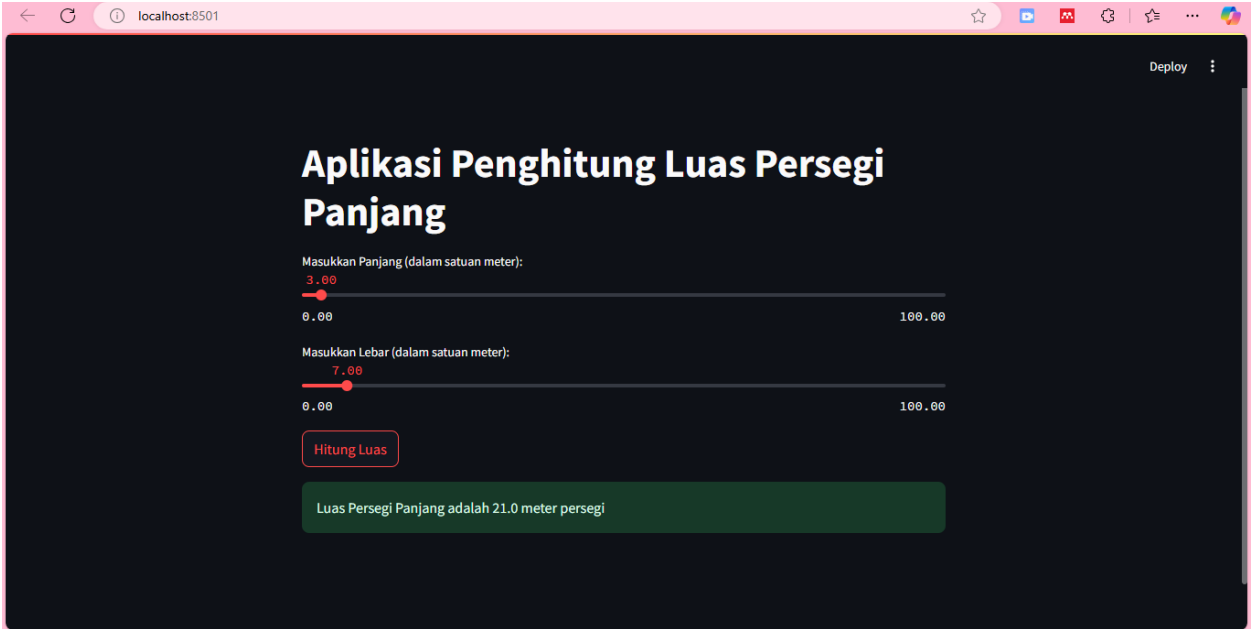 localhost:8501
Deploy
Aplikasi Penghitung Luas Persegi
Panjang
Masukkan Panjang (dalam satuan meter):
3.00
0.00 100.00
Masukkan Lebar (dalam satuan meter):
7.00
0.00 100.00
Hitung Luas
Luas Persegi Panjang adalah 21.0 meter persegi